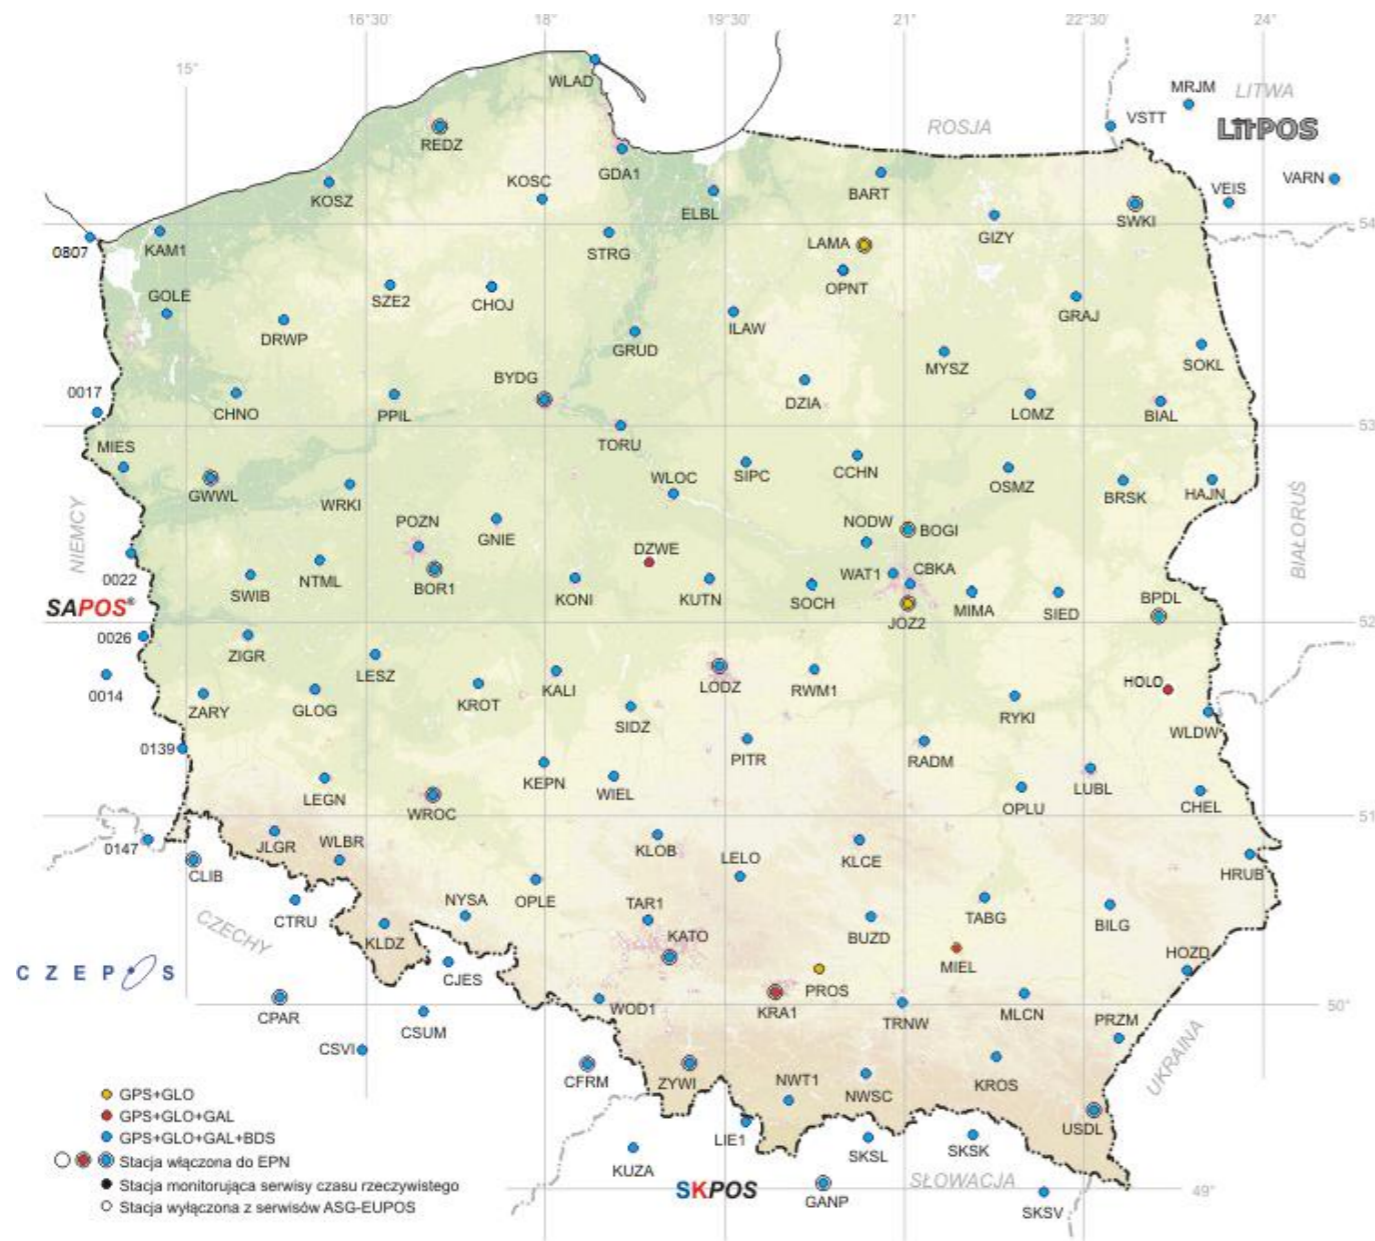 16°30'
18°
19°30'
21°
22°30'
24°
15°
WLAD
MRJM
LITWA
VSTT
LitPOS
ROSJA
REDZ
GDA1
KOSC
BART
VARN
KOSZ
ELBL
VEIS
SWKI
54°
0807
KAM1
STRG
LAMA
GIZY
OPNT
GOLE
SZE2
CHOJ
GRAJ
DRWP
ILAW
GRUD
MYSZ
SOKL
BYDG
0017
CHNO
PPIL
DZIA
LOMZ
BIAL
53°
MIES
TORU
GWWL
WRKI
WLOC
SIPC
CCHN
OSMZ
BRSK
HAJN
NIEMCY
BIAŁORUŚ
POZN
GNIE
NODW
BOGI
DZWE
0022
SWIB
NTML
BOR1
KONI
KUTN
SOCH
WAT1
CBKA
MIMA
SIED
BPDL
SAPOS®
JOZ2
52°
0026
ZIGR
LESZ
0014
ZARY
GLOG
KROT
KALI
LODZ
RWM1
HOLO
SIDZ
RYKI
WLDW
0139
PITR
RADM
LEGN
WROC
KEPN
WIEL
OPLU
LUBL
CHEL
51°
0147
JLGR
WLBR
KLOB
LELO
KLCE
CLIB
HRUB
CTRU
NYSA
OPLE
TAR1
TABG
BILG
CZECHY
KLDZ
KATO
BUZD
CZEPOS
CJES
MIEL
HOZD
CPAR
CSUM
WOD1
KRA1
PROS
TRNW
MLCN
50°
CSVI
PRZM
CFRM
ZYWI
NWT1
NWSC
KROS
UKRAINA
GPS+GLO
GPS+GLO+GAL
GPS+GLO+GAL+BDS
LIE1
USDL
Stacja włączona do EPN
KUZA
SKSL
SKSK
Stacja monitorująca serwisy czasu rzeczywistego
SKPOS
GANP
SŁOWACJA
49°
Stacja wyłączona z serwisów ASG-EUPOS
SKSV